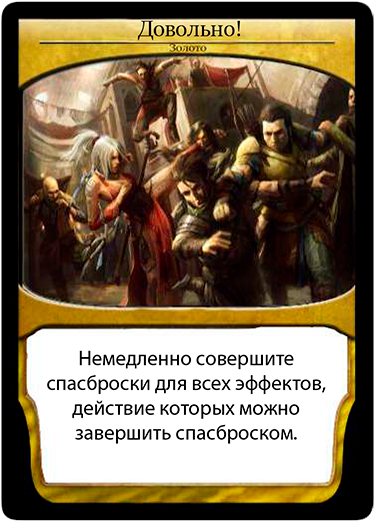 Довольно!
Золото
Немедленно совершите
спасброски для всех эффектов,
действие которых можно
завершить спасброском.